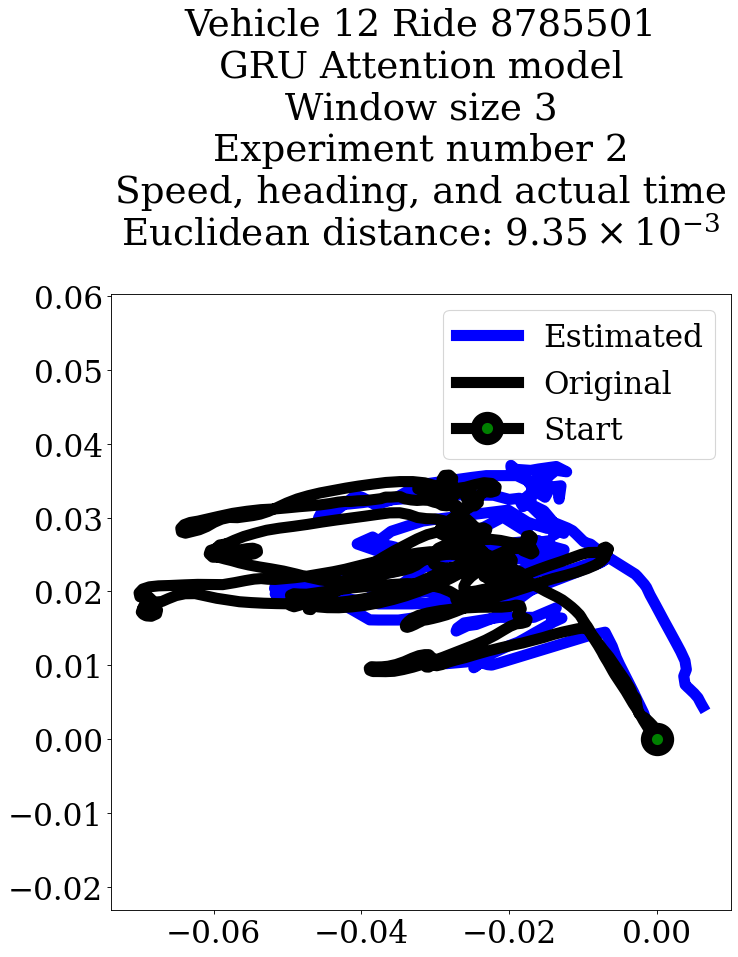 Vehicle 12 Ride 8785501
GRU Attention model
Window size 3
Experiment number 2
Speed, heading, and actual time
Euclidean distance: 9.35 × 10⁻³
0.06
0.05
0.04
0.03
0.02
0.01
0.00
−0.01
−0.02
Estimated
Original
Start
−0.06 −0.04 −0.02 0.00